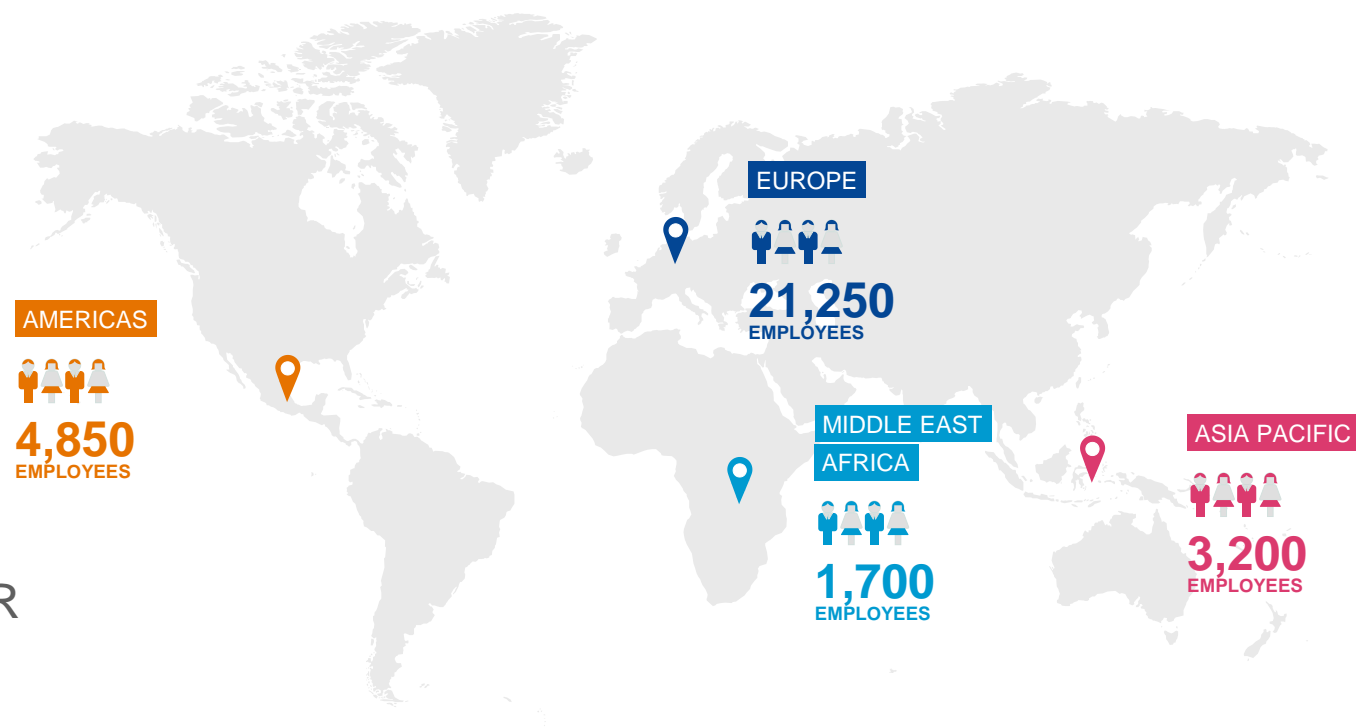 EUROPE
21,250
EMPLOYEES
AMERICAS
4,850
EMPLOYEES
MIDDLE EAST
AFRICA
1,700
EMPLOYEES
ASIA PACIFIC
3,200
EMPLOYEES
R